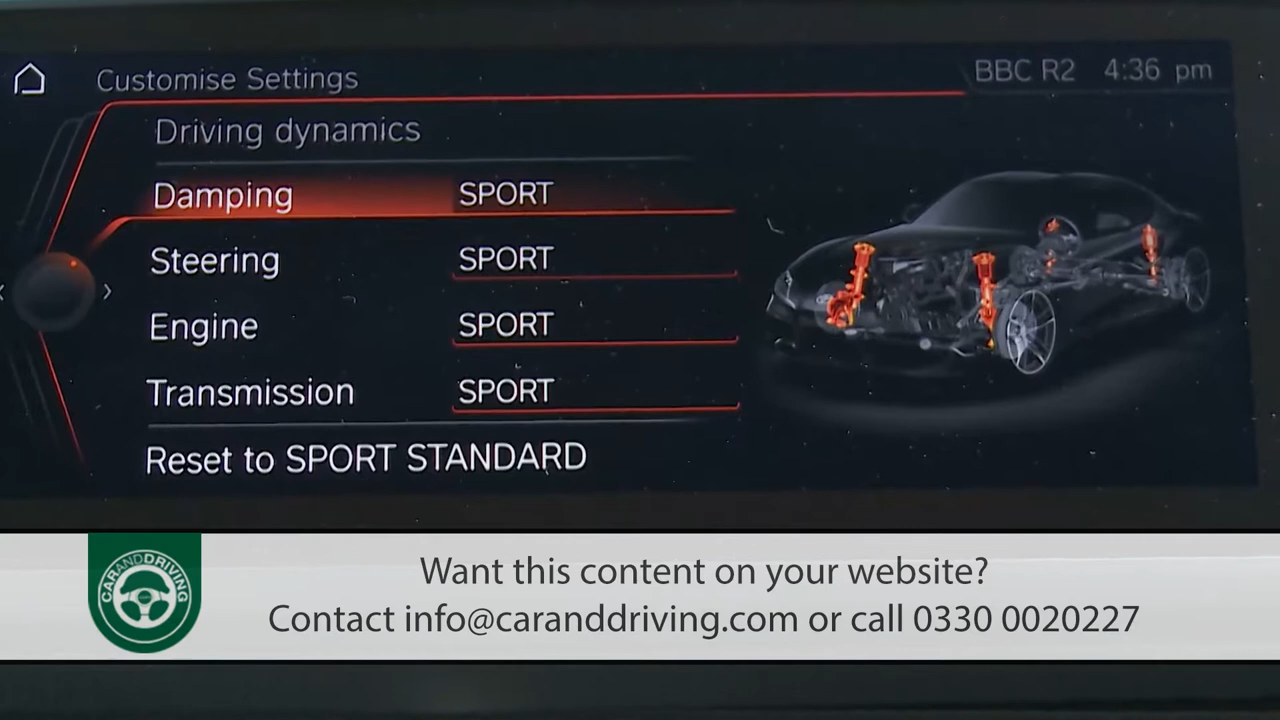 Customise Settings
BBC R2 4:36 pm
Driving dynamics
Damping SPORT
Steering SPORT
Engine SPORT
Transmission SPORT
Reset to SPORT STANDARD
CARANDDRIVING
Want this content on your website?
Contact info@caranddriving.com or call 0330 0020227